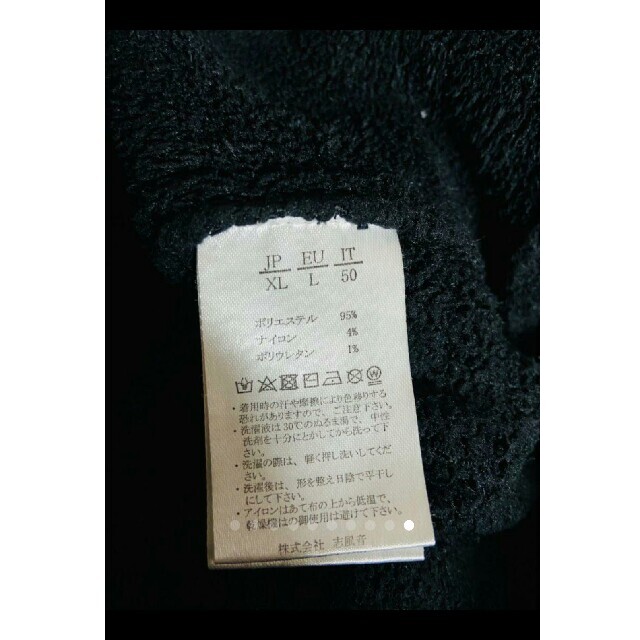 JP EU IT
XL L 50
ポリエステル 95%
ナイロン 4%
ポリウレタン 1%
・着用時の汗や摩擦により色移りする
恐れがありますので、ご注意下さい。
・洗濯液は30℃のぬるま湯で、中性
洗剤を十分にとかしてから洗って下
さい。
・洗濯の際は、軽く押し洗いしてくだ
さい。
・洗濯後は、形を整え日陰で平干し
にして下さい。
・アイロンはあて布の上から低温で、
乾燥機はの御使用は避けて下さい。
株式会社 志風音